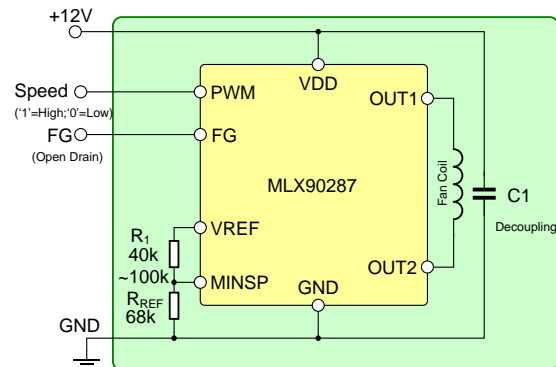 +12V
VDD
Speed
('1'=High;'0'=Low)
PWM
OUT1
FG
(Open Drain)
FG
MLX90287
Fan Coil
C1
Decoupling
VREF
R1
40k
~100k
MINSP
OUT2
RREF
68k
GND
GND